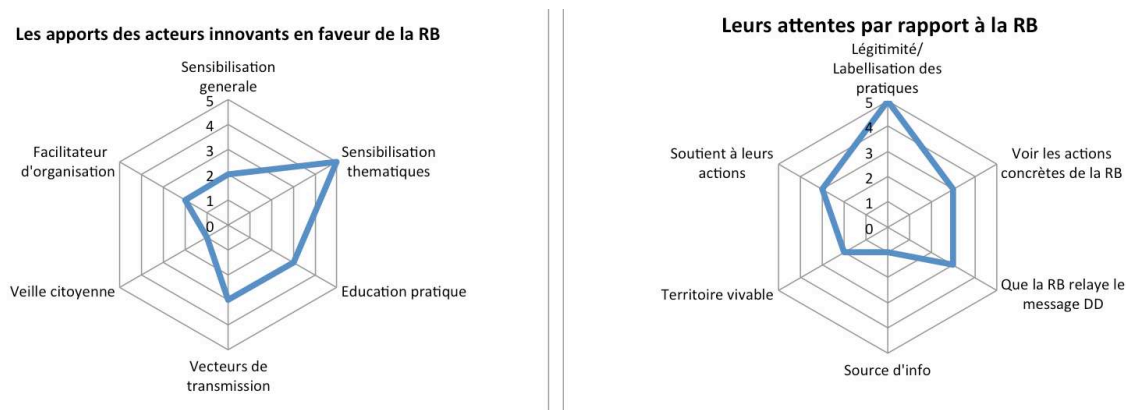 Les apports des acteurs innovants en faveur de la RB
Sensibilisation
generale
5
4
3
2
1
0
Sensibilisation
thematiques
Education pratique
Vecteurs de
transmission
Veille citoyenne
Facilitateur
d'organisation
Leurs attentes par rapport à la RB
Légitimité/
Labellisation des
pratiques
5
4
3
2
1
0
Voir les actions
concrètes de la RB
Que la RB relaye le
message DD
Source d'info
Territoire vivable
Soutient à leurs
actions